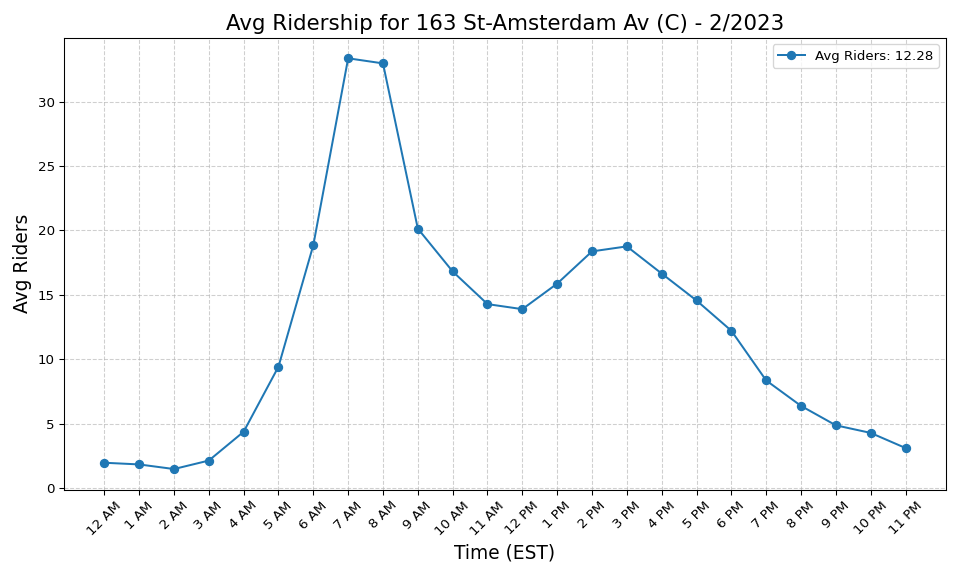 Avg Ridership for 163 St-Amsterdam Av (C) - 2/2023
Avg Riders: 12.28
Avg Riders
30
25
20
15
10
5
0
12 AM
1 AM
2 AM
3 AM
4 AM
5 AM
6 AM
7 AM
8 AM
9 AM
10 AM
11 AM
12 PM
1 PM
2 PM
3 PM
4 PM
5 PM
6 PM
7 PM
8 PM
9 PM
10 PM
11 PM
Time (EST)